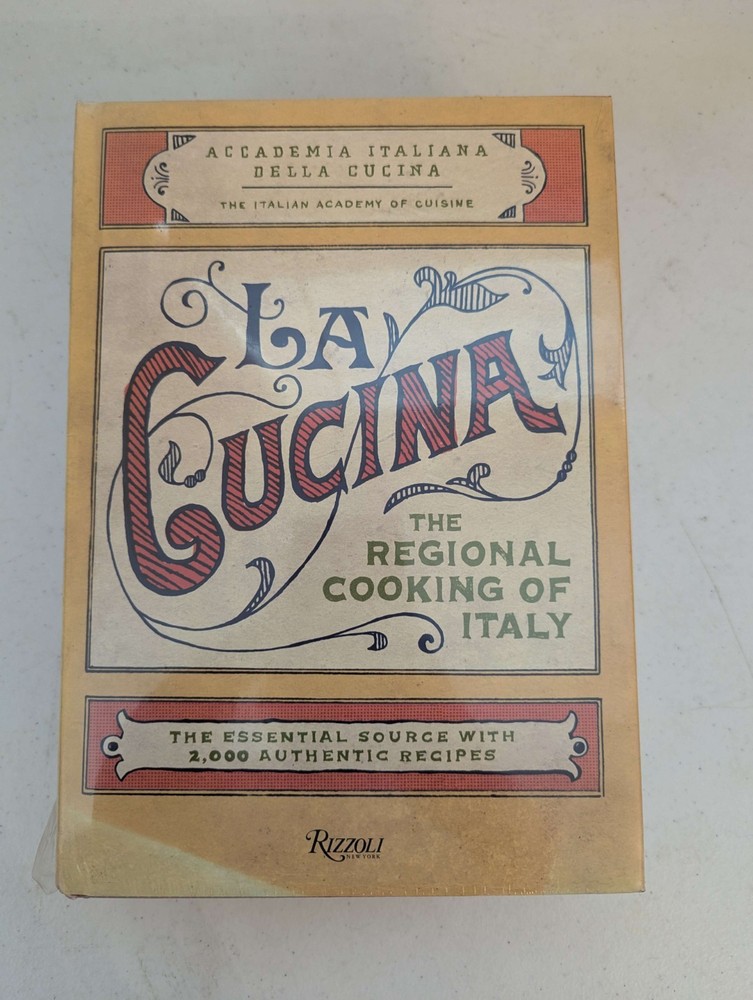 ACCADEMIA ITALIANA
DELLA CUCINA
THE ITALIAN ACADEMY OF CUISINE
LA
CUCINA
THE
REGIONAL
COOKING OF
ITALY
THE ESSENTIAL SOURCE WITH
2,000 AUTHENTIC RECIPES
RIZZOLI
NEW YORK